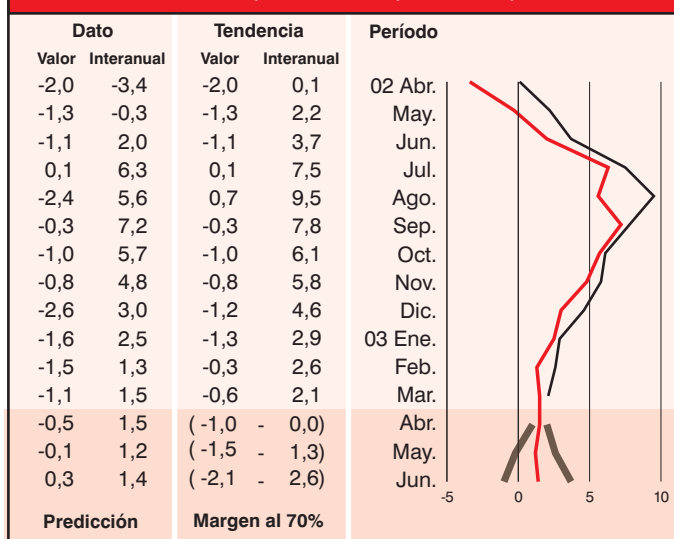 Dato Tendencia Período
Valor Interanual Valor Interanual
-2,0 -3,4 -2,0 0,1 02 Abr.
-1,3 -0,3 -1,3 2,2 May.
-1,1 2,0 -1,1 3,7 Jun.
0,1 6,3 0,1 7,5 Jul.
-2,4 5,6 0,7 9,5 Ago.
-0,3 7,2 -0,3 7,8 Sep.
-1,0 5,7 -1,0 6,1 Oct.
-0,8 4,8 -0,8 5,8 Nov.
-2,6 3,0 -1,2 4,6 Dic.
-1,6 2,5 -1,3 2,9 03 Ene.
-1,5 1,3 -0,3 2,6 Feb.
-1,1 1,5 -0,6 2,1 Mar.
-0,5 1,5 ( -1,0 - 0,0) Abr.
-0,1 1,2 ( -1,5 - 1,3) May.
0,3 1,4 ( -2,1 - 2,6) Jun.
-5 0 5 10
Predicción Margen al 70%